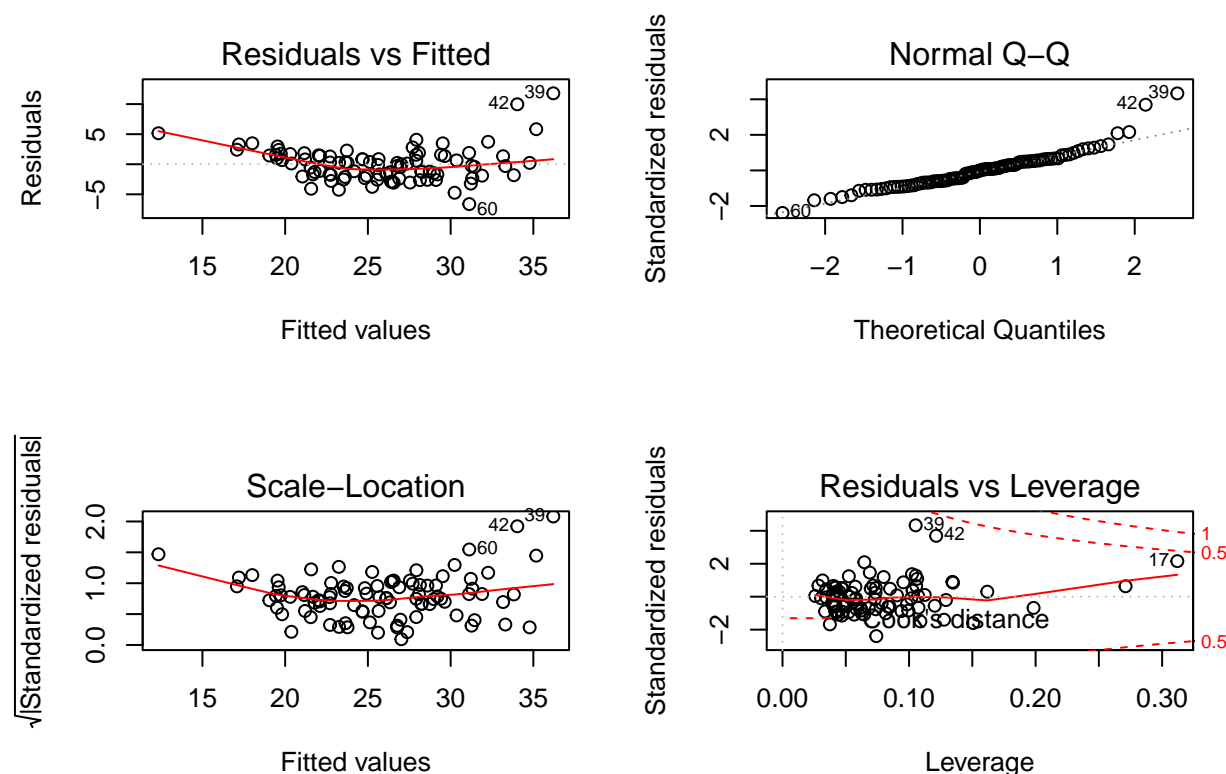 Residuals vs Fitted
Residuals
5
−5
42
39
60
15 20 25 30 35
Fitted values
Normal Q−Q
Standardized residuals
2
−2
42
39
60
−2 −1 0 1 2
Theoretical Quantiles
Scale−Location
√|Standardized residuals|
2.0
1.0
0.0
42
39
60
15 20 25 30 35
Fitted values
Residuals vs Leverage
Standardized residuals
2
−2
39
42
17
1
0.5
0.5
Cook's distance
0.00 0.10 0.20 0.30
Leverage